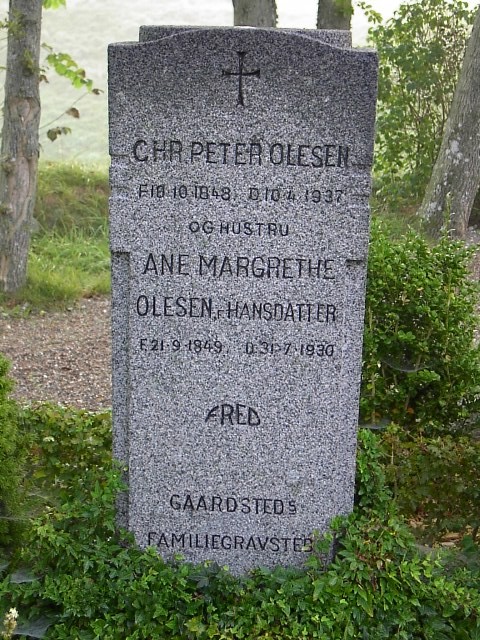 CHR PETER OLESEN
F.18.10.1848. D.10.4.1937
OG HUSTRU
ANE MARGRETHE
OLESEN, F. HANSDATTER
F.21.9.1849. D.31.7.1930
FRED
GAARDSTEDS
FAMILIEGRAVSTED